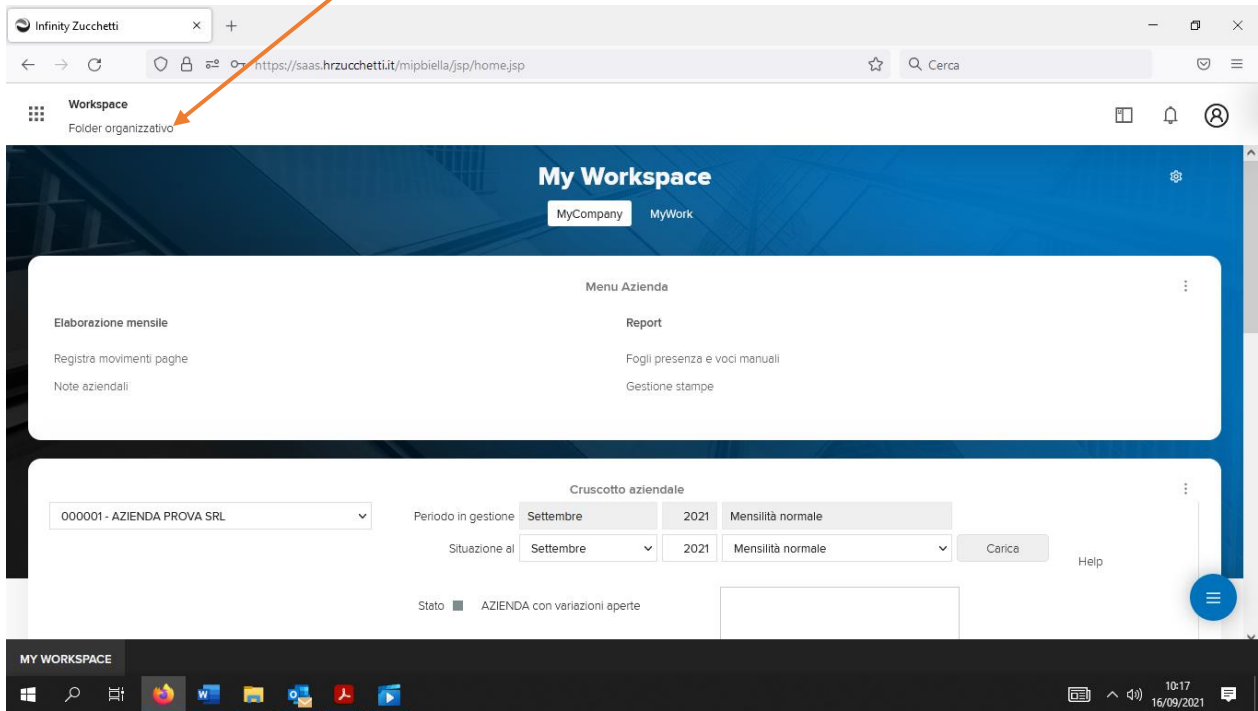 Infinity Zucchetti
https://saas.hrzucchetti.it/mipbiella/jsp/home.jsp
Cerca
Workspace
Folder organizzativo
My Workspace
MyCompany MyWork
Menu Azienda
Elaborazione mensile Report
Registra movimenti paghe Fogli presenza e voci manuali
Note aziendali Gestione stampe
Cruscotto aziendale
000001 - AZIENDA PROVA SRL Periodo in gestione Settembre 2021 Mensilità normale
Situazione al Settembre 2021 Mensilità normale Carica
Help
Stato AZIENDA con variazioni aperte
MY WORKSPACE
10:17
16/09/2021